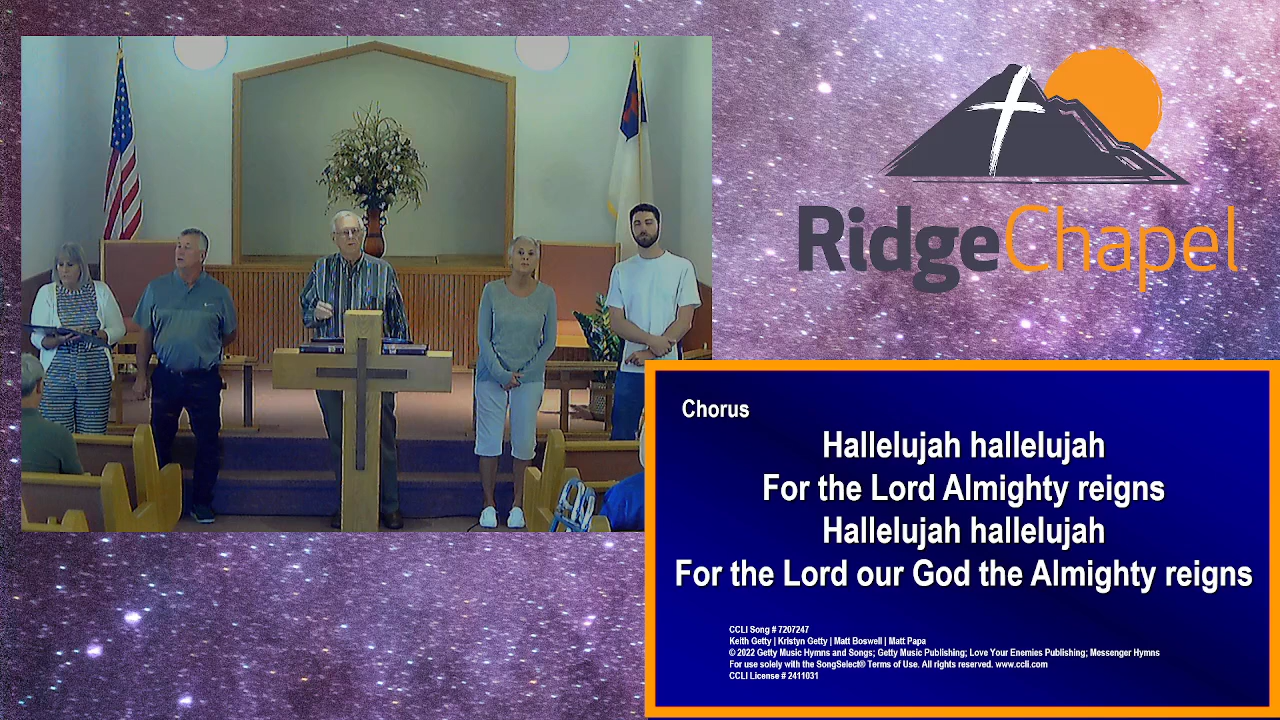 RidgeChapel
Chorus
Hallelujah hallelujah
For the Lord Almighty reigns
Hallelujah hallelujah
For the Lord our God the Almighty reigns
CCLI Song # 7207247
Keith Getty | Kristyn Getty | Matt Boswell | Matt Papa
© 2022 Getty Music Hymns and Songs; Getty Music Publishing; Love Your Enemies Publishing; Messenger Hymns
For use solely with the SongSelect® Terms of Use. All rights reserved. www.ccli.com
CCLI License # 2411031